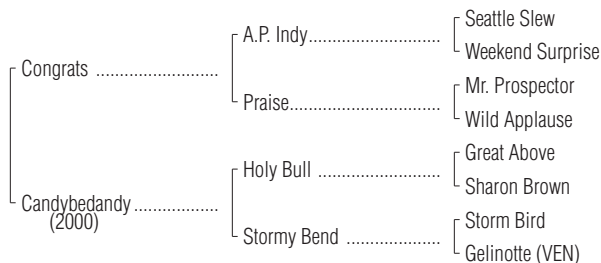 Seattle Slew
A.P. Indy
Weekend Surprise
Congrats
Mr. Prospector
Praise
Wild Applause
Great Above
Holy Bull
Sharon Brown
Candybedandy
(2000)
Storm Bird
Stormy Bend
Gelinotte (VEN)